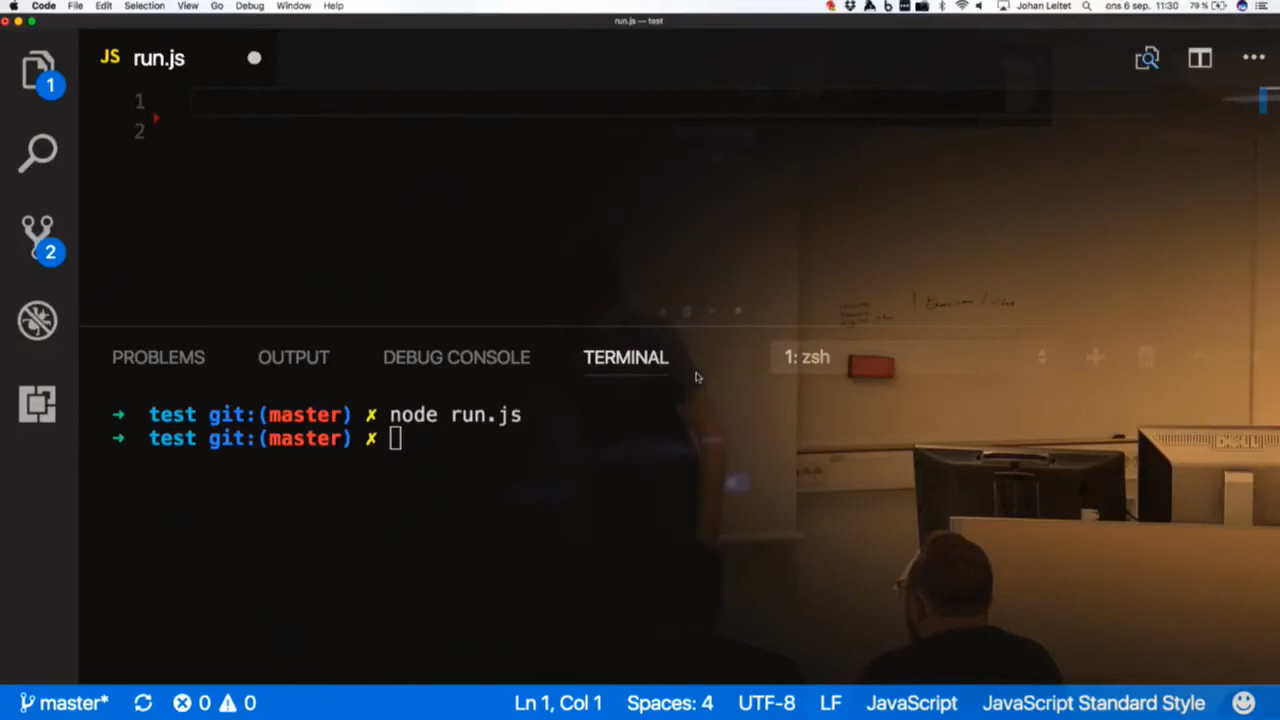 Code File Edit Selection View Go Debug Window Help Johan Leitet ons 6 sep. 11:30 79 %
run.js — test
JS run.js
1
1
2
2
PROBLEMS OUTPUT DEBUG CONSOLE TERMINAL 1: zsh
➜ test git:(master) ✗ node run.js
➜ test git:(master) ✗
DELL
master* 0 0 Ln 1, Col 1 Spaces: 4 UTF-8 LF JavaScript JavaScript Standard Style